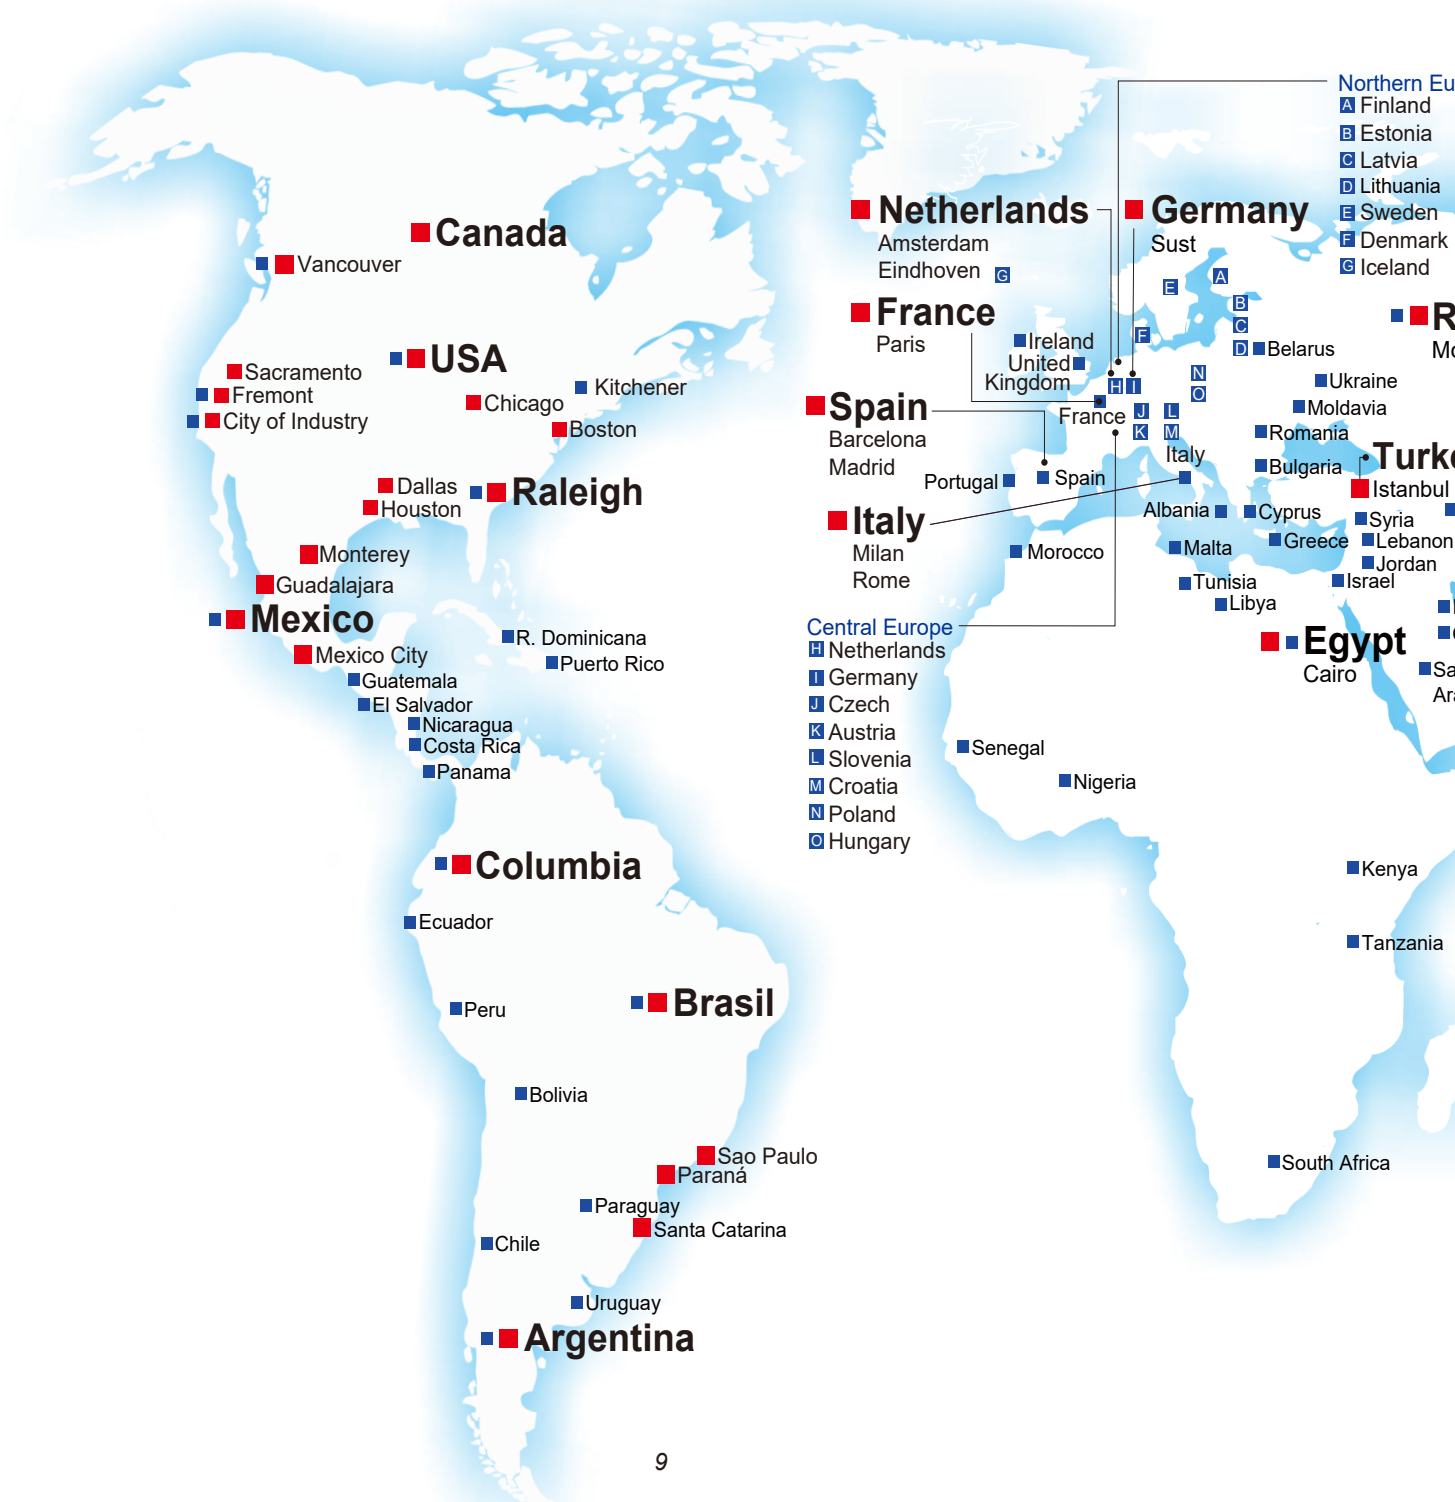 Canada
Vancouver
USA
Sacramento
Fremont
City of Industry
Chicago
Kitchener
Boston
Dallas
Houston
Raleigh
Monterey
Guadalajara
Mexico
Mexico City
R. Dominicana
Puerto Rico
Guatemala
El Salvador
Nicaragua
Costa Rica
Panama
Columbia
Ecuador
Peru
Brasil
Bolivia
Sao Paulo
Paraná
Paraguay
Santa Catarina
Chile
Uruguay
Argentina
Netherlands
Amsterdam
Eindhoven
G
France
Paris
Spain
Barcelona
Madrid
Italy
Milan
Rome
Germany
Sust
Northern Eu
A Finland
B Estonia
C Latvia
D Lithuania
E Sweden
F Denmark
G Iceland
A
E
B
C
F
D
Belarus
Ireland
United
Kingdom
H I
N
O
France
J L
K M
Italy
Ukraine
Moldavia
Romania
Bulgaria
R
Mo
Turke
Istanbul
Portugal
Spain
Albania
Cyprus
Syria
Greece
Lebanon
Malta
Jordan
Morocco
Tunisia
Israel
Libya
Egypt
Cairo
Sa
Ara
Central Europe
H Netherlands
I Germany
J Czech
K Austria
L Slovenia
M Croatia
N Poland
O Hungary
Senegal
Nigeria
Kenya
Tanzania
South Africa
9